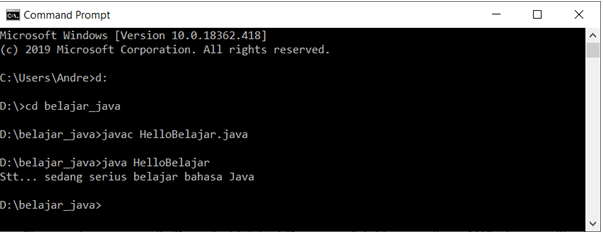 Command Prompt
Microsoft Windows [Version 10.0.18362.418]
(c) 2019 Microsoft Corporation. All rights reserved.
C:\Users\Andre>d:
D:\>cd belajar_java
D:\belajar_java>javac HelloBelajar.java
D:\belajar_java>java HelloBelajar
Stt... sedang serius belajar bahasa Java
D:\belajar_java>